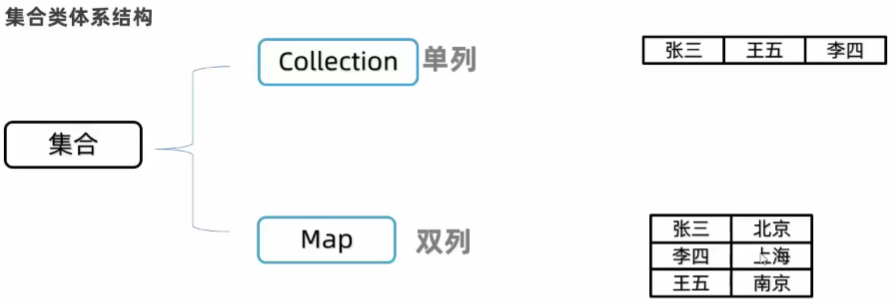 集合类体系结构
Collection 单列
张三 王五 李四
集合
Map 双列
张三 北京
李四 上海
王五 南京